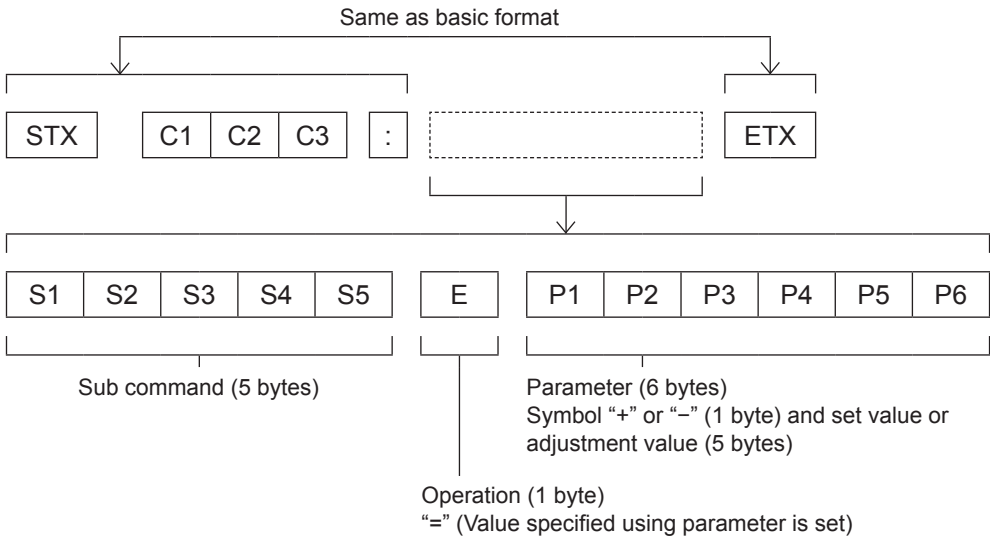 Same as basic format
STX C1 C2 C3 : ETX
S1 S2 S3 S4 S5 E P1 P2 P3 P4 P5 P6
Sub command (5 bytes)
Parameter (6 bytes)
Symbol “+” or “−” (1 byte) and set value or
adjustment value (5 bytes)
Operation (1 byte)
“=” (Value specified using parameter is set)